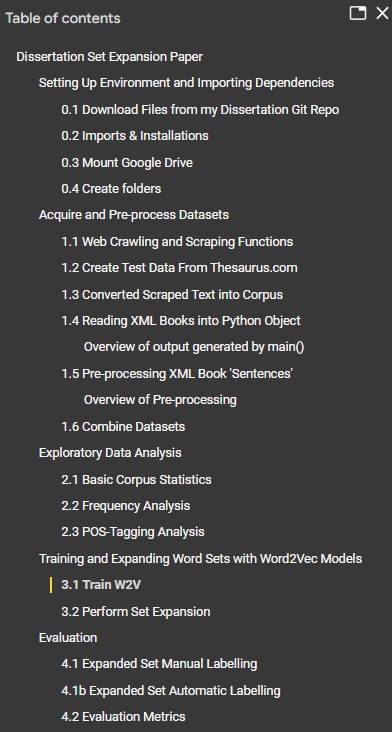 Table of contents
Dissertation Set Expansion Paper
Setting Up Environment and Importing Dependencies
0.1 Download Files from my Dissertation Git Repo
0.2 Imports & Installations
0.3 Mount Google Drive
0.4 Create folders
Acquire and Pre-process Datasets
1.1 Web Crawling and Scraping Functions
1.2 Create Test Data From Thesaurus.com
1.3 Converted Scraped Text into Corpus
1.4 Reading XML Books into Python Object
Overview of output generated by main()
1.5 Pre-processing XML Book 'Sentences'
Overview of Pre-processing
1.6 Combine Datasets
Exploratory Data Analysis
2.1 Basic Corpus Statistics
2.2 Frequency Analysis
2.3 POS-Tagging Analysis
Training and Expanding Word Sets with Word2Vec Models
3.1 Train W2V
3.2 Perform Set Expansion
Evaluation
4.1 Expanded Set Manual Labelling
4.1b Expanded Set Automatic Labelling
4.2 Evaluation Metrics